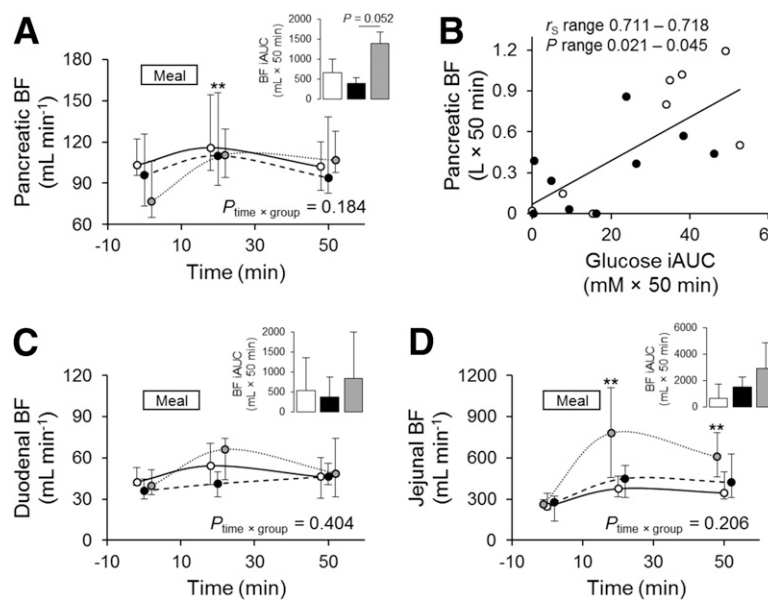 A
Pancreatic BF
(mL min-1)
180
150
120
90
60
-10
10
30
50
Time (min)
Meal
**
Ptime × group = 0.184
BF iAUC
(mL × 50 min)
2000
1500
1000
500
0
P = 0.052
B
rS range 0.711 – 0.718
P range 0.021 – 0.045
Pancreatic BF
(L × 50 min)
1.2
0.9
0.6
0.3
0
0
20
40
Glucose iAUC
(mM × 50 min)
C
Duodenal BF
(mL min-1)
120
90
60
30
0
-10
10
30
50
Time (min)
Meal
Ptime × group = 0.404
BF iAUC
(mL × 50 min)
2000
1500
1000
500
0
D
Jejunal BF
(mL min-1)
1200
900
600
300
0
-10
10
30
50
Time (min)
Meal
**
**
Ptime × group = 0.206
BF iAUC
(mL × 50 min)
6000
4000
2000
0